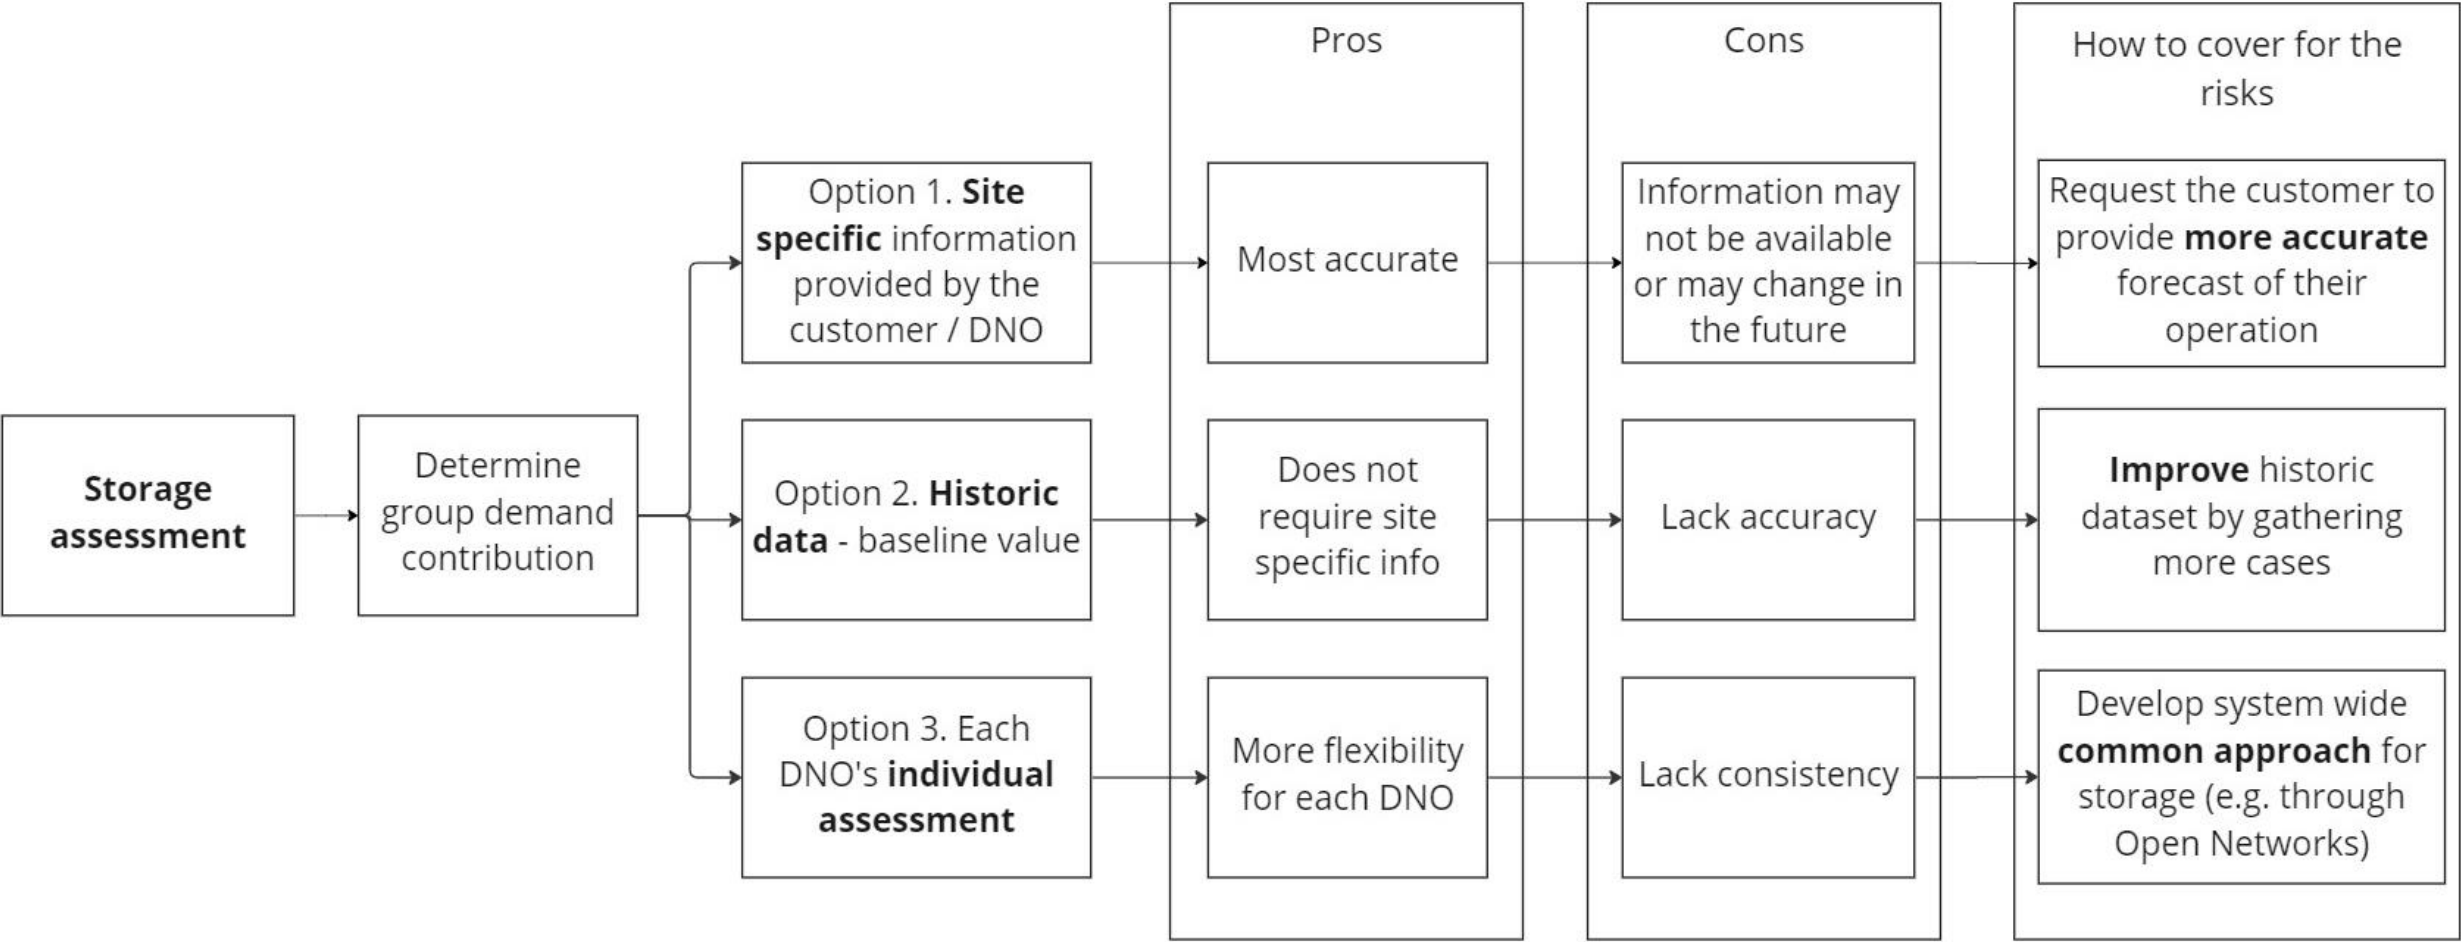 Pros
Cons
How to cover for the
risks
Storage
assessment
Determine
group demand
contribution
Option 1. Site
specific information
provided by the
customer / DNO
Most accurate
Information may
not be available
or may change in
the future
Request the customer to
provide more accurate
forecast of their
operation
Option 2. Historic
data - baseline value
Does not
require site
specific info
Lack accuracy
Improve historic
dataset by gathering
more cases
Option 3. Each
DNO's individual
assessment
More flexibility
for each DNO
Lack consistency
Develop system wide
common approach for
storage (e.g. through
Open Networks)